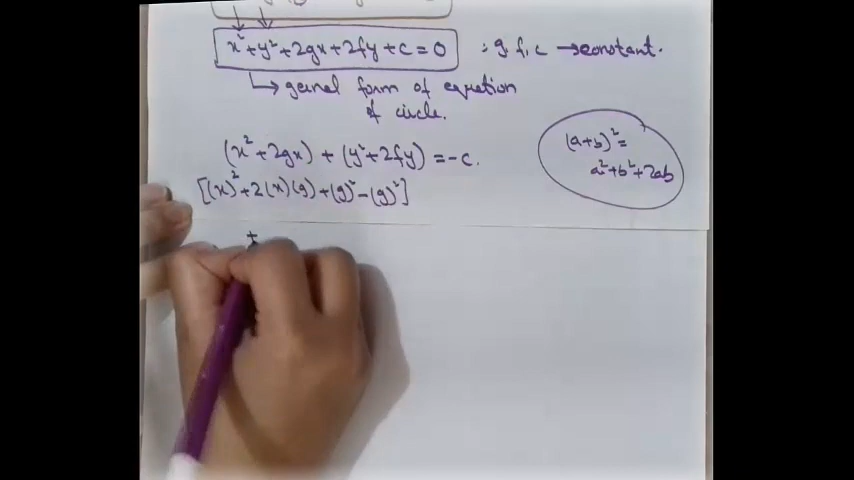 x²+y²+2gx+2fy+c=0 ∴ g, f, c →constant.
↳ genel form of equation
of circle.
(x²+2gx) + (y²+2fy) = -c.
[(x)²+2(x)(g)+(g)²-(g)²]
+
(a+b)²=
a²+b²+2ab